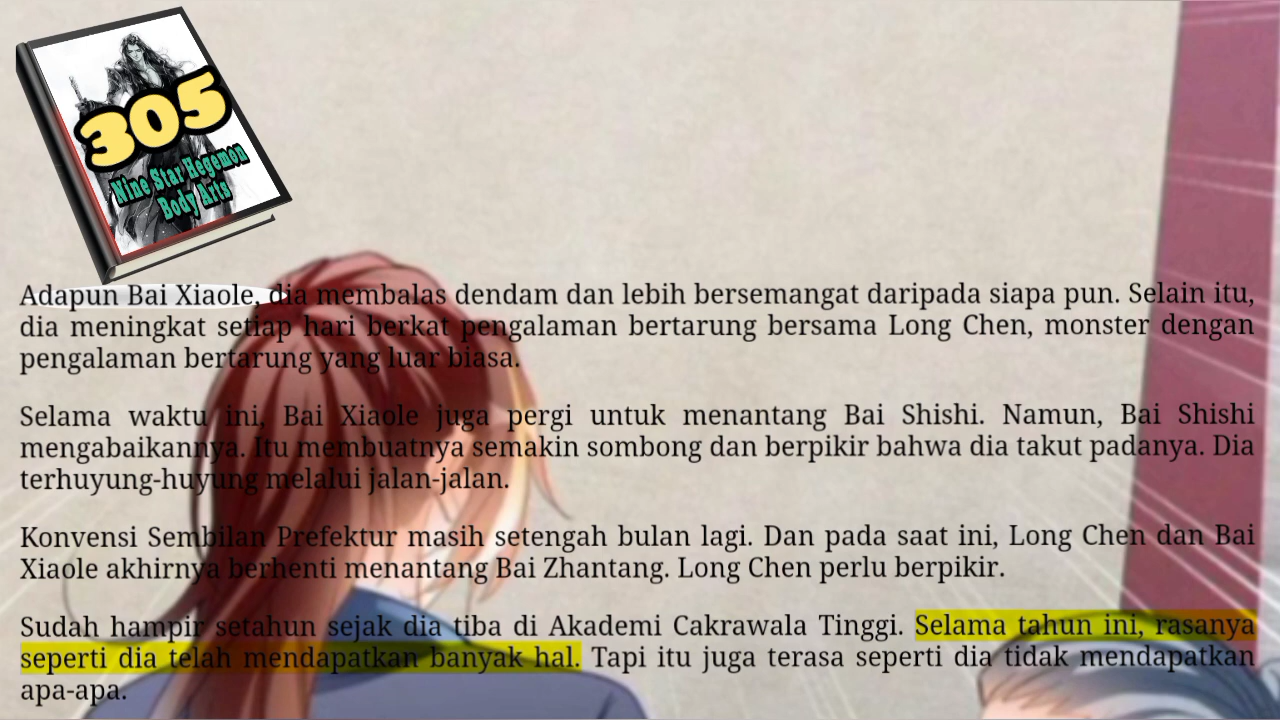 305
Nine Star Hegemon
Body Arts
Adapun Bai Xiaole, dia membalas dendam dan lebih bersemangat daripada siapa pun. Selain itu,
dia meningkat setiap hari berkat pengalaman bertarung bersama Long Chen, monster dengan
pengalaman bertarung yang luar biasa.
Selama waktu ini, Bai Xiaole juga pergi untuk menantang Bai Shishi. Namun, Bai Shishi
mengabaikannya. Itu membuatnya semakin sombong dan berpikir bahwa dia takut padanya. Dia
terhuyung-huyung melalui jalan-jalan.
Konvensi Sembilan Prefektur masih setengah bulan lagi. Dan pada saat ini, Long Chen dan Bai
Xiaole akhirnya berhenti menantang Bai Zhantang. Long Chen perlu berpikir.
Sudah hampir setahun sejak dia tiba di Akademi Cakrawala Tinggi. Selama tahun ini, rasanya
seperti dia telah mendapatkan banyak hal. Tapi itu juga terasa seperti dia tidak mendapatkan
apa-apa.